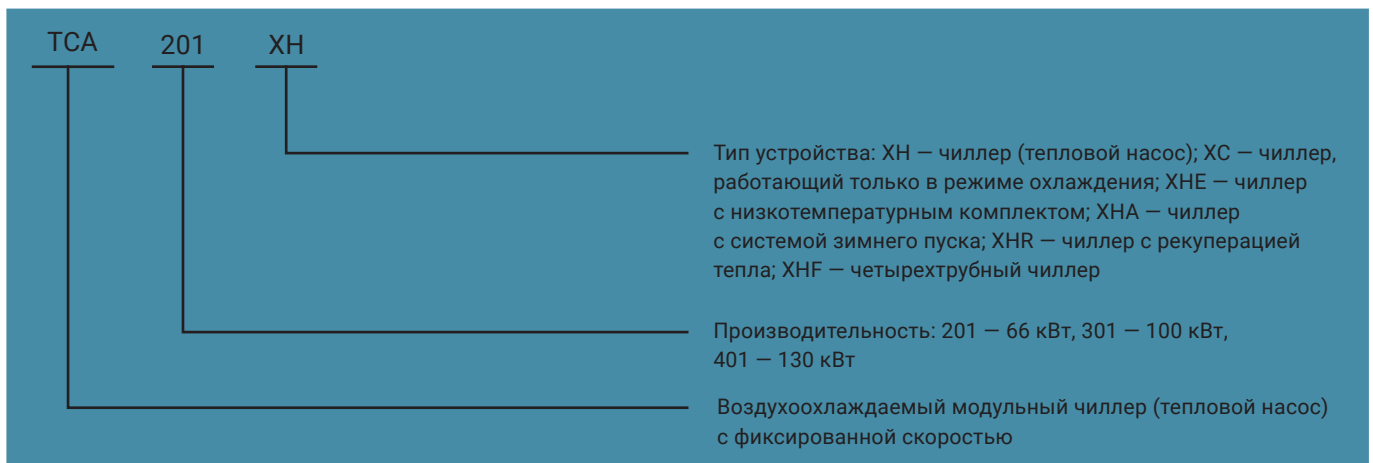 TCA 201 XH
Тип устройства: XH — чиллер (тепловой насос); XC — чиллер,
работающий только в режиме охлаждения; XHE — чиллер
с низкотемпературным комплектом; XHA — чиллер
с системой зимнего пуска; XHR — чиллер с рекуперацией
тепла; XHF — четырехтрубный чиллер
Производительность: 201 — 66 кВт, 301 — 100 кВт,
401 — 130 кВт
Воздухоохлаждаемый модульный чиллер (тепловой насос)
с фиксированной скоростью